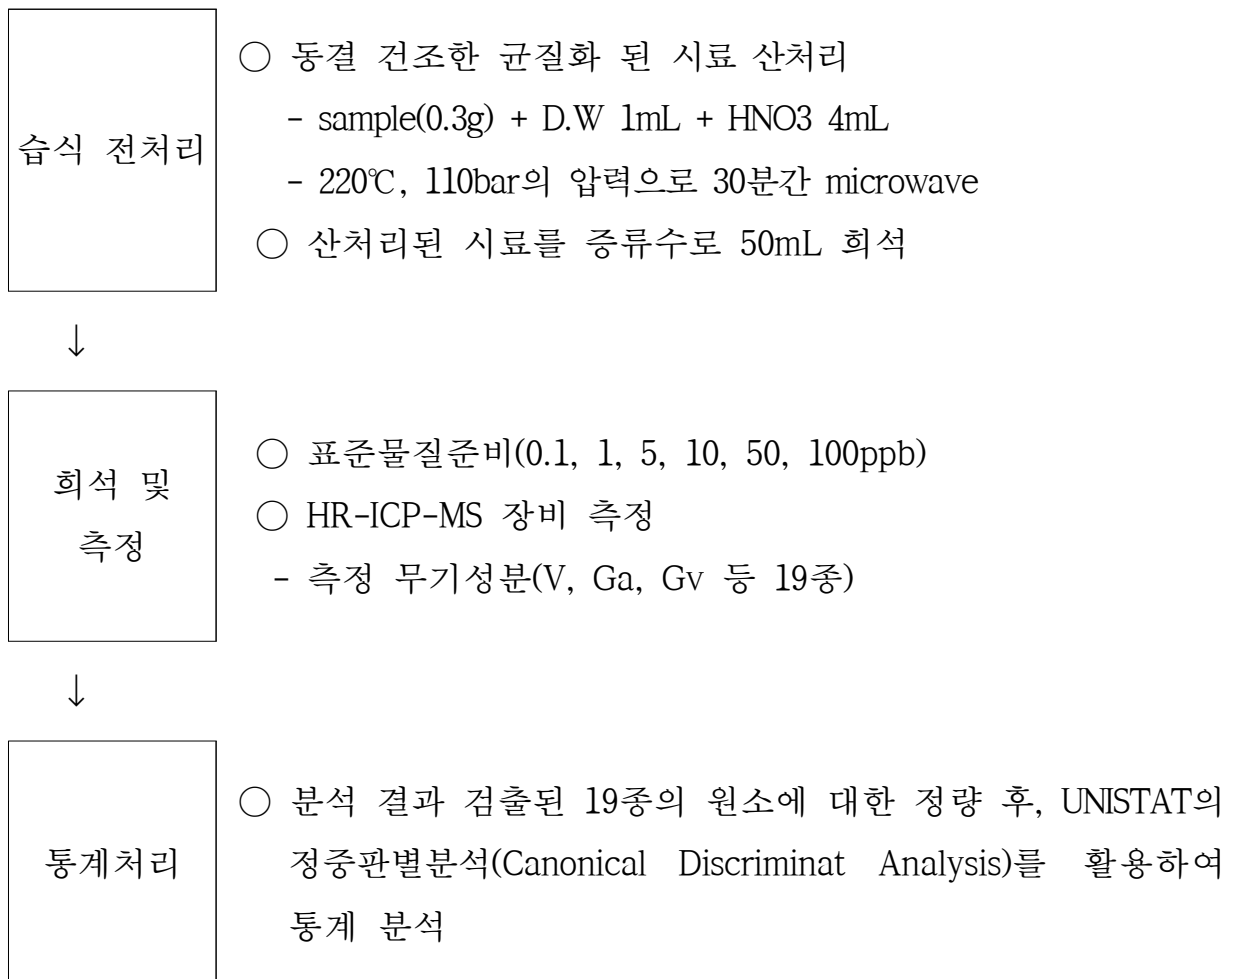 습식 전처리
○ 동결 건조한 균질화 된 시료 산처리
- sample(0.3g) + D.W 1mL + HNO3 4mL
- 220℃, 110bar의 압력으로 30분간 microwave
○ 산처리된 시료를 증류수로 50mL 희석
↓
희석 및
측정
○ 표준물질준비(0.1, 1, 5, 10, 50, 100ppb)
○ HR-ICP-MS 장비 측정
- 측정 무기성분(V, Ga, Gv 등 19종)
↓
통계처리
○ 분석 결과 검출된 19종의 원소에 대한 정량 후, UNISTAT의
정중판별분석(Canonical Discriminat Analysis)를 활용하여
통계 분석